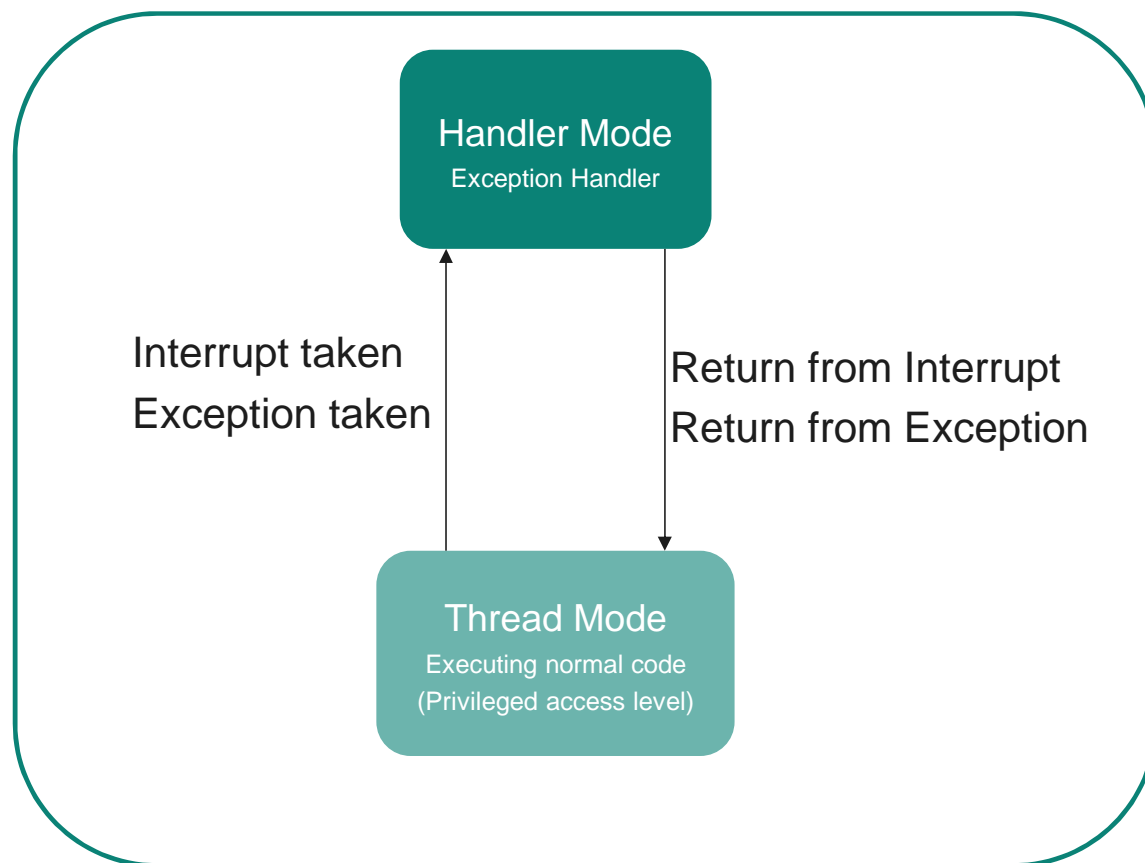 Handler Mode
Exception Handler
Interrupt taken
Exception taken
Return from Interrupt
Return from Exception
Thread Mode
Executing normal code
(Privileged access level)